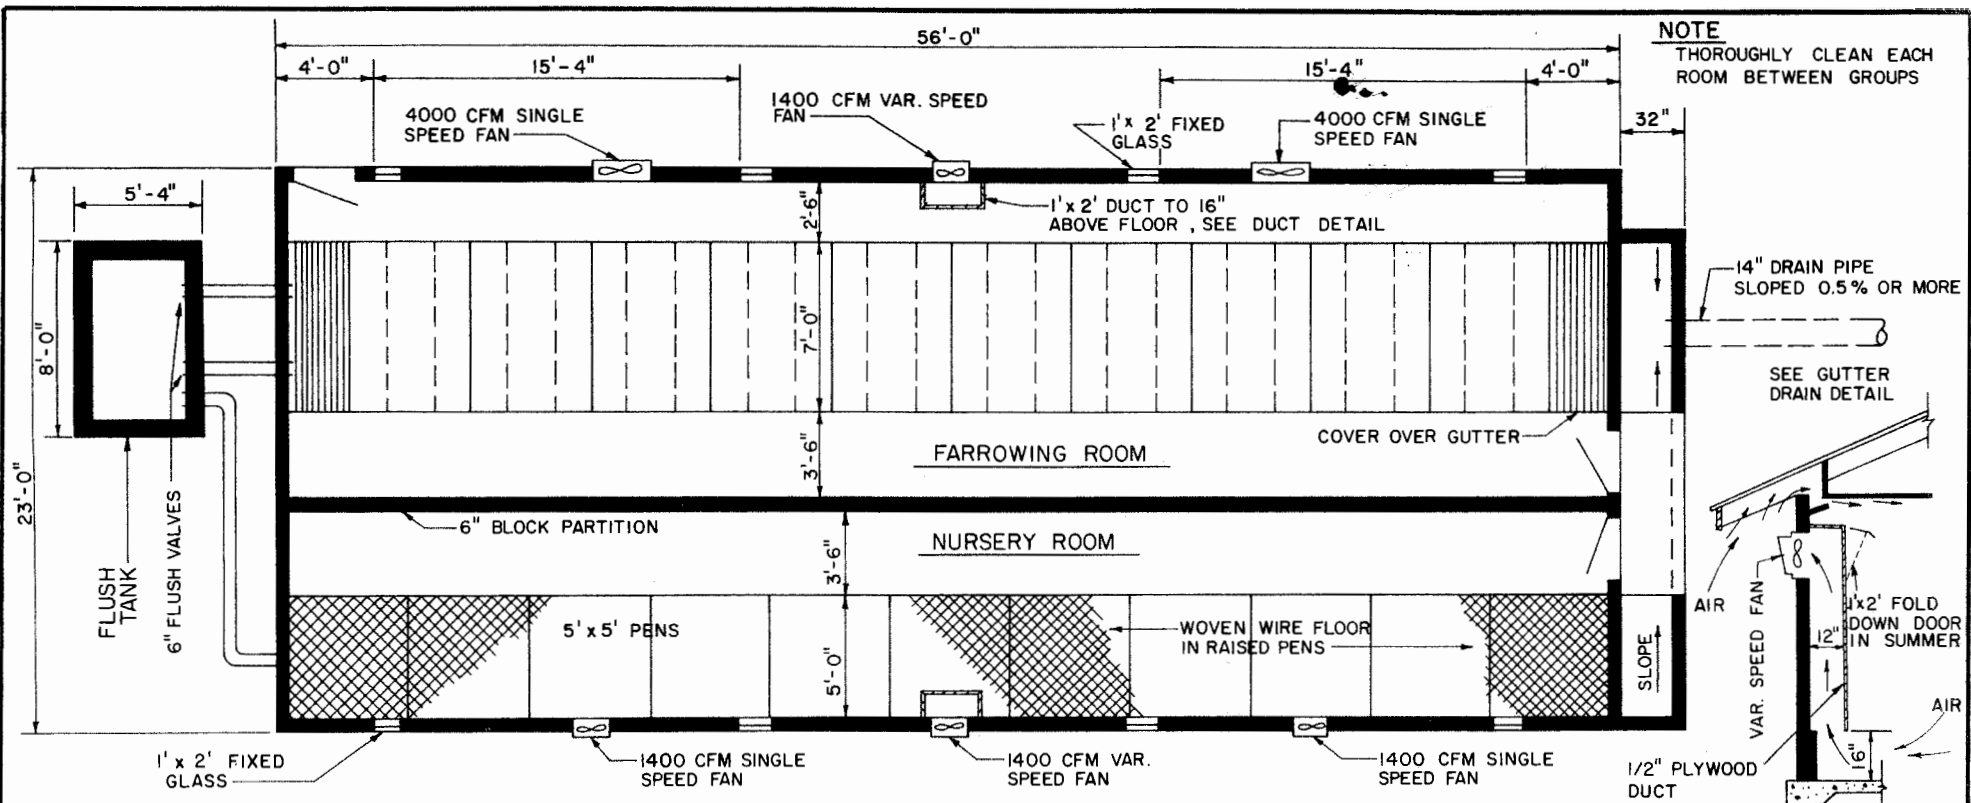 56'-0"
NOTE
THOROUGHLY CLEAN EACH
ROOM BETWEEN GROUPS
4'-0"
15'-4"
15'-4"
4'-0"
4000 CFM SINGLE
SPEED FAN
1400 CFM VAR. SPEED
FAN
1'x 2' FIXED
GLASS
4000 CFM SINGLE
SPEED FAN
32"
5'-4"
2'-6"
1'x 2' DUCT TO 16"
ABOVE FLOOR , SEE DUCT DETAIL
14" DRAIN PIPE
SLOPED 0.5% OR MORE
8'-0"
7'-0"
SEE GUTTER
DRAIN DETAIL
COVER OVER GUTTER
FARROWING ROOM
3'-6"
23'-0"
6" BLOCK PARTITION
NURSERY ROOM
3'-6"
FLUSH
TANK
6" FLUSH VALVES
5' x 5' PENS
WOVEN WIRE FLOOR
IN RAISED PENS
5'-0"
SLOPE
AIR
VAR. SPEED FAN
1'x2' FOLD
DOWN DOOR
IN SUMMER
12"
AIR
16"
1'x 2' FIXED
GLASS
1400 CFM SINGLE
SPEED FAN
1400 CFM VAR.
SPEED FAN
1400 CFM SINGLE
SPEED FAN
1/2" PLYWOOD
DUCT